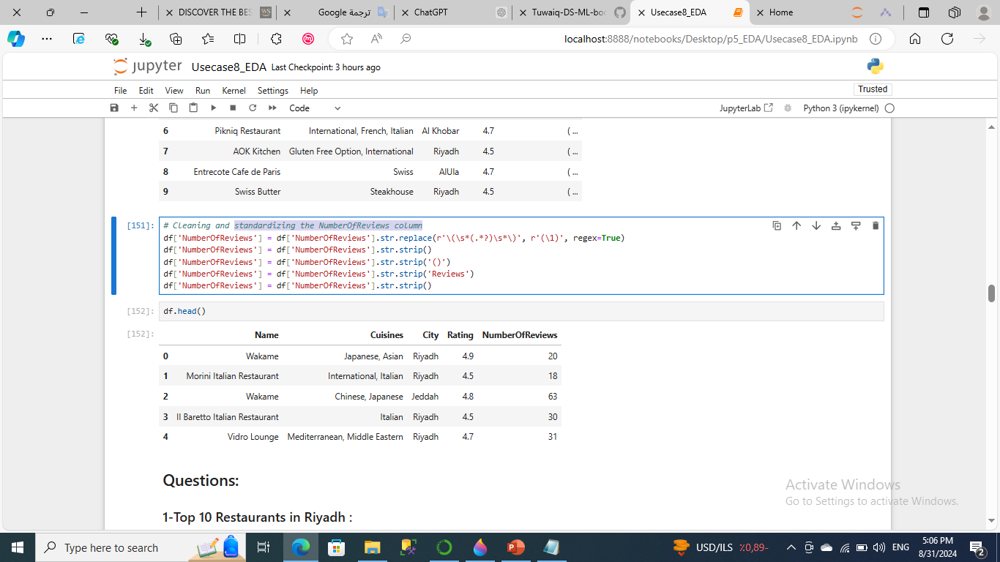 DISCOVER THE BES
ترجمة Google
ChatGPT
Tuwaiq-DS-ML-boo
Usecase8_EDA
Home
localhost:8888/notebooks/Desktop/p5_EDA/Usecase8_EDA.ipynb
jupyter Usecase8_EDA Last Checkpoint: 3 hours ago
File Edit View Run Kernel Settings Help
Trusted
Code
JupyterLab
Python 3 (ipykernel)
6 Pikniq Restaurant International, French, Italian Al Khobar 4.7 ( ...
7 AOK Kitchen Gluten Free Option, International Riyadh 4.5 ( ...
8 Entrecote Cafe de Paris Swiss AlUla 4.7 ( ...
9 Swiss Butter Steakhouse Riyadh 4.5 ( ...
[151]: # Cleaning and standardizing the NumberOfReviews column
df['NumberOfReviews'] = df['NumberOfReviews'].str.replace(r'\(\s*(.*?)\s*\)', r'(\1)', regex=True)
df['NumberOfReviews'] = df['NumberOfReviews'].str.strip()
df['NumberOfReviews'] = df['NumberOfReviews'].str.strip('()')
df['NumberOfReviews'] = df['NumberOfReviews'].str.strip('Reviews')
df['NumberOfReviews'] = df['NumberOfReviews'].str.strip()
[152]: df.head()
[152]: Name Cuisines City Rating NumberOfReviews
0 Wakame Japanese, Asian Riyadh 4.9 20
1 Morini Italian Restaurant International, Italian Riyadh 4.5 18
2 Wakame Chinese, Japanese Jeddah 4.8 63
3 Il Baretto Italian Restaurant Italian Riyadh 4.5 30
4 Vidro Lounge Mediterranean, Middle Eastern Riyadh 4.7 31
Questions:
1-Top 10 Restaurants in Riyadh :
Activate Windows
Go to Settings to activate Windows.
Type here to search
USD/ILS ٪0,89-
ENG
5:06 PM
8/31/2024
2